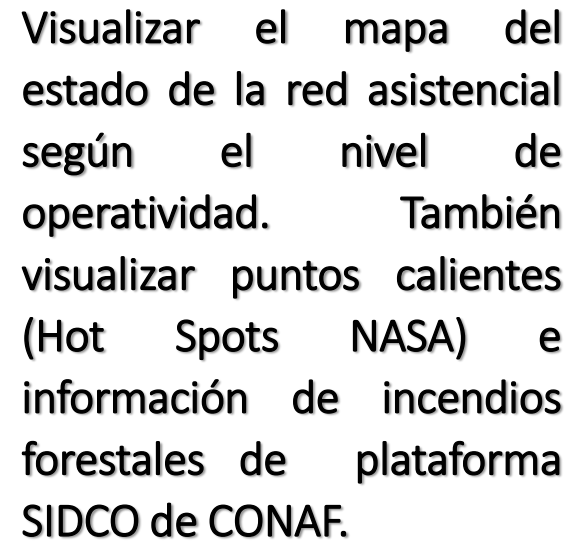 Visualizar el mapa del
estado de la red asistencial
según el nivel de
operatividad. También
visualizar puntos calientes
(Hot Spots NASA) e
información de incendios
forestales de plataforma
SIDCO de CONAF.